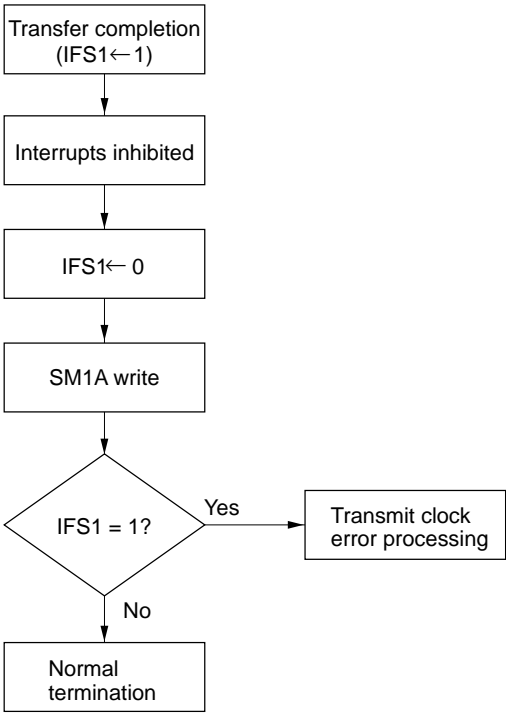 Transfer completion
(IFS1← 1)
Interrupts inhibited
IFS1← 0
SM1A write
IFS1 = 1?
Yes
Transmit clock
error processing
No
Normal
termination